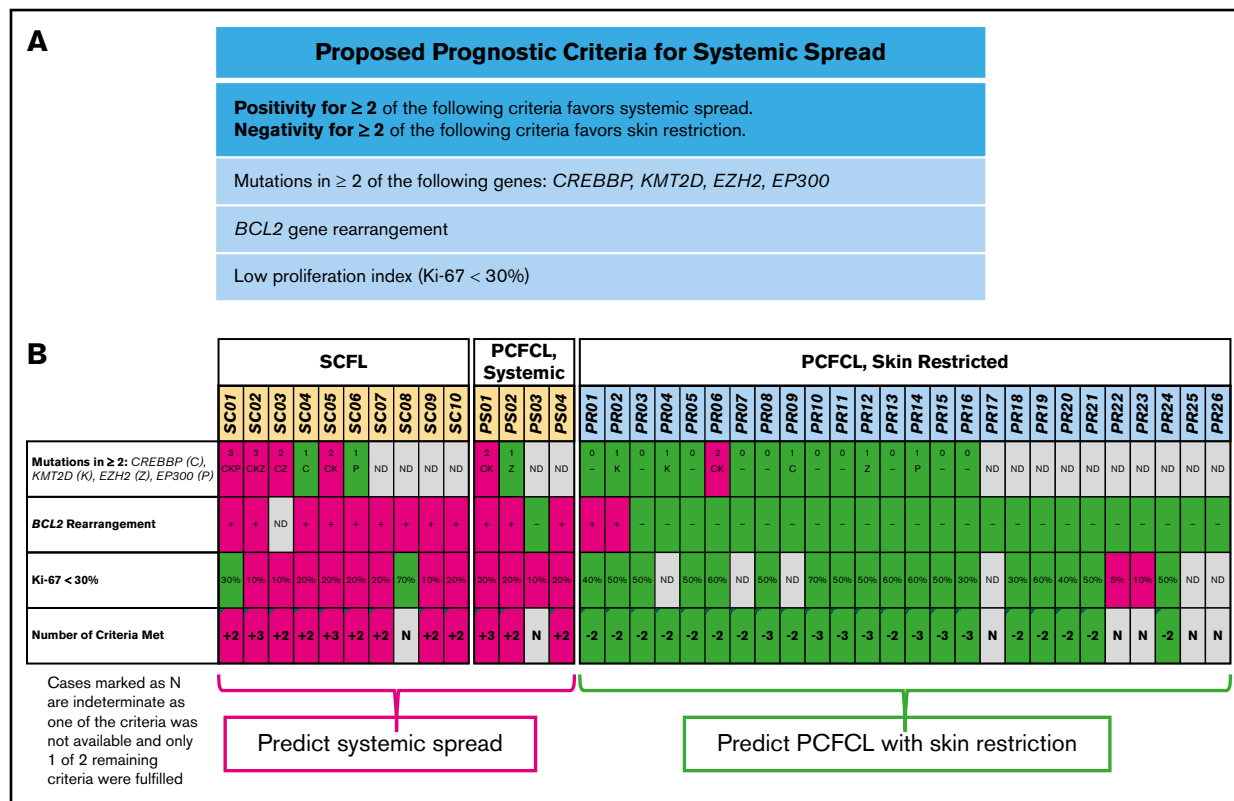 A
Proposed Prognostic Criteria for Systemic Spread
Positivity for ≥ 2 of the following criteria favors systemic spread.
Negativity for ≥ 2 of the following criteria favors skin restriction.
Mutations in ≥ 2 of the following genes: CREBBP, KMT2D, EZH2, EP300
BCL2 gene rearrangement
Low proliferation index (Ki-67 < 30%)
B
SCFL
PCFCL,
Systemic
PCFCL, Skin Restricted
SC01 SC02 SC03 SC04 SC05 SC06 SC07 SC08 SC09 SC10 PS01 PS02 PS03 PS04 PR01 PR02 PR03 PR04 PR05 PR06 PR07 PR08 PR09 PR10 PR11 PR12 PR13 PR14 PR15 PR16 PR17 PR18 PR19 PR20 PR21 PR22 PR23 PR24 PR25 PR26
Mutations in ≥ 2: CREBBP (C),
KMT2D (K), EZH2 (Z), EP300 (P)
3 3 2 1 2 1 ND ND ND ND 2 1 ND ND 0 1 0 1 0 2 0 0 1 0 0 1 0 1 0 0 ND ND ND ND ND ND ND ND ND ND
CKP CKZ CZ C CK P CK Z – K – K – CK – – C – – Z – P – –
BCL2 Rearrangement
+ + ND + + + + + + + + + – + + + – – – – – – – – – – – – – – – – – – – – – – – –
Ki-67 < 30%
30% 10% 10% 20% 20% 20% 20% 70% 10% 20% 20% 20% 10% 20% 40% 50% 50% ND 50% 60% ND 50% ND 70% 50% 50% 60% 60% 50% 30% ND 30% 60% 40% 50% 5% 10% 50% ND ND
Number of Criteria Met
+2 +3 +2 +2 +3 +2 +2 N +2 +2 +3 +2 N +2 -2 -2 -2 -2 -2 -2 -2 -3 -2 -3 -3 -3 -3 -3 -3 -3 N -2 -2 -2 -2 N N -2 N N
Cases marked as N
are indeterminate as
one of the criteria was
not available and only
1 of 2 remaining
criteria were fulfilled
Predict systemic spread
Predict PCFCL with skin restriction